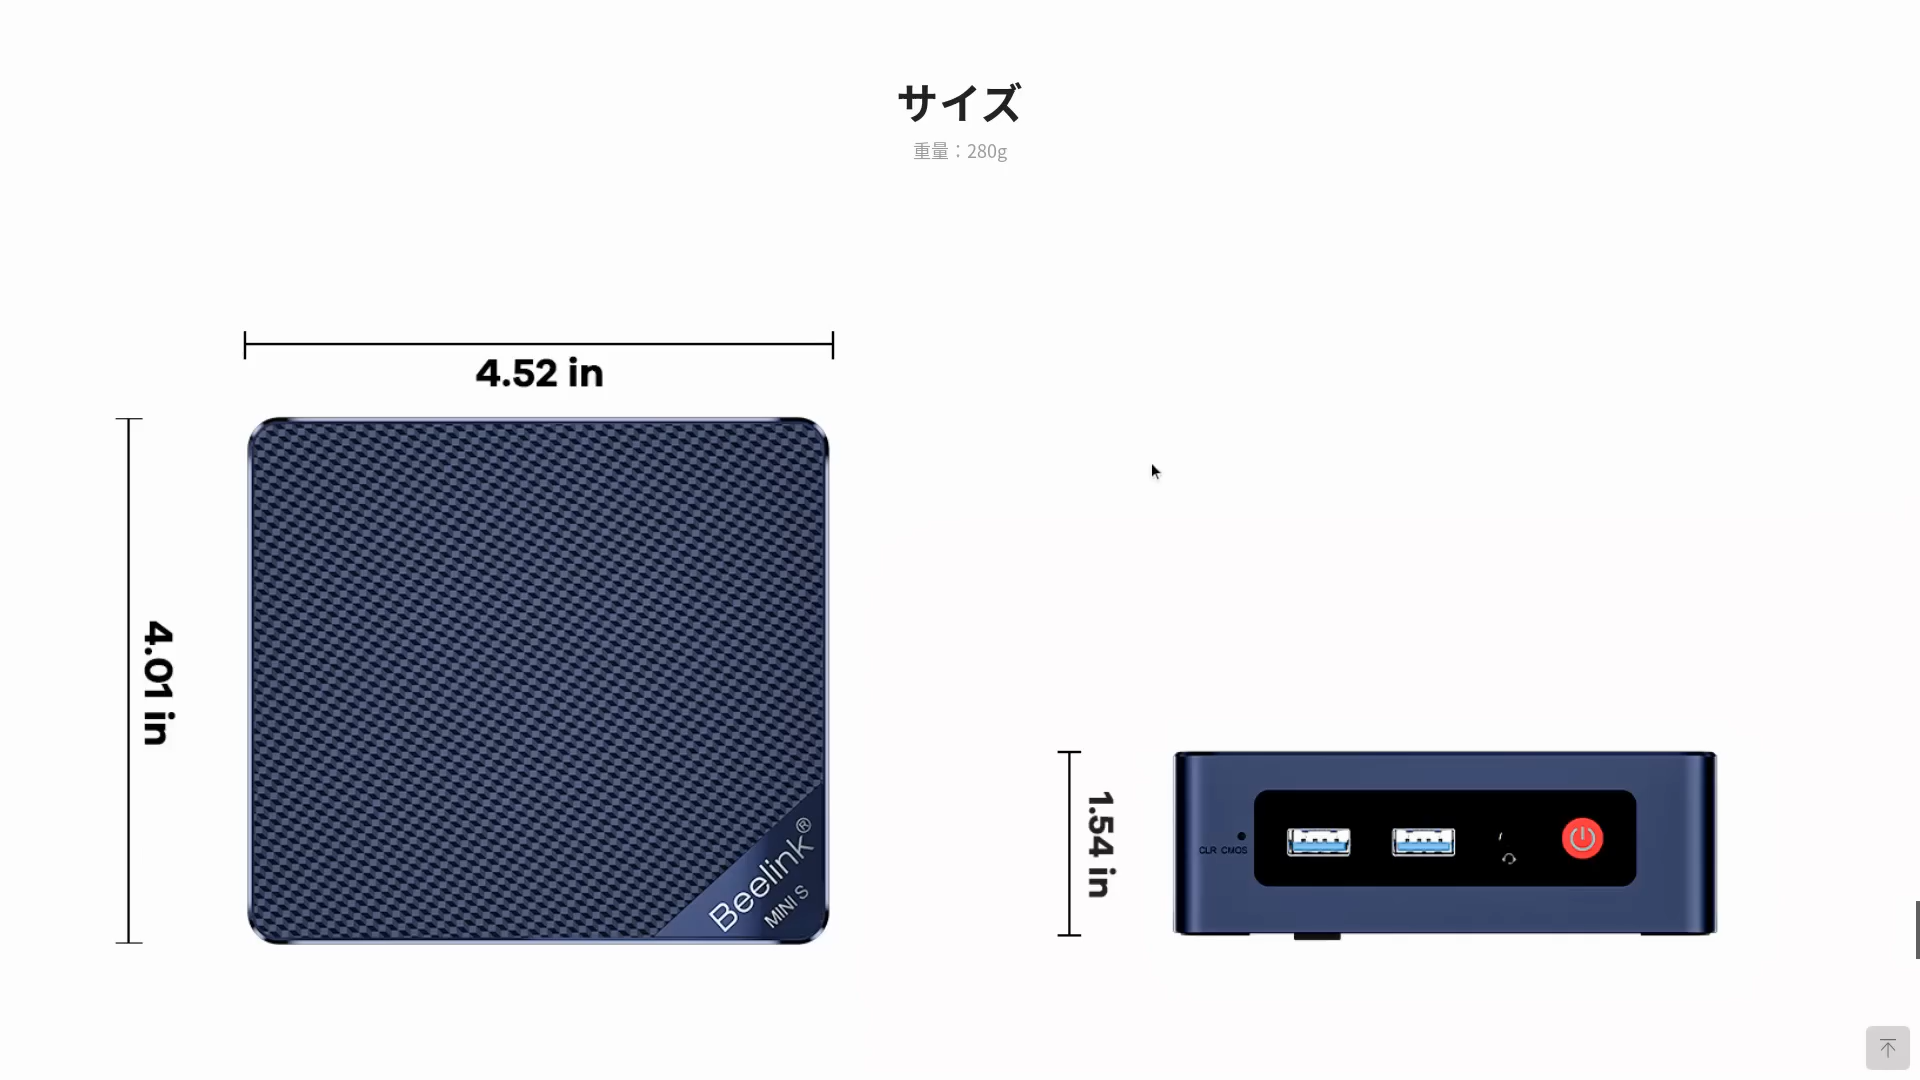 サイズ
重量：280g
4.52 in
4.01 in
Beelink®
MINI S
1.54 in
CLR CMOS